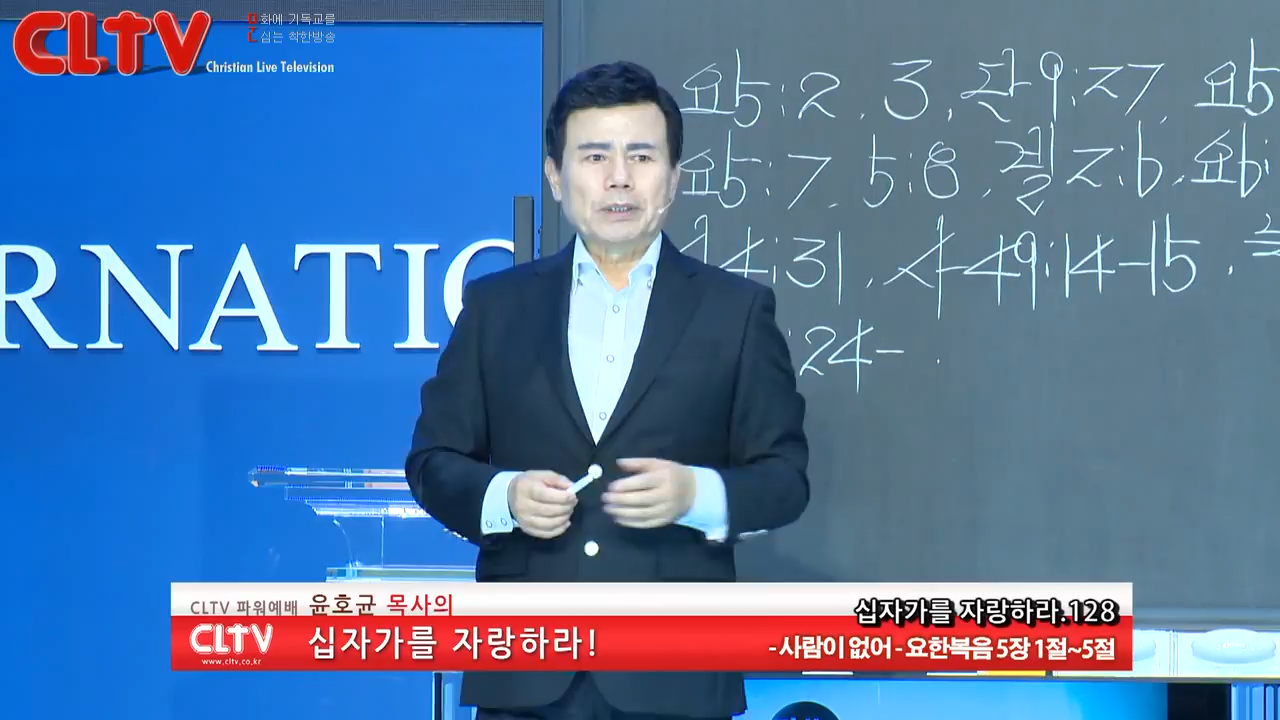 CLTV
문화에 기독교를
심는 착한방송
Christian Live Television
요5:2, 3, 잔9:27, 요5
요5:7, 5:8, 겔2:6, 요6:
14:31, 사49:14-15,
:24-
RNATIO
CLTV 파워예배 윤호균 목사의
십자가를 자랑하라.128
CLTV
www.cltv.co.kr
십자가를 자랑하라!
- 사람이 없어 - 요한복음 5장 1절~5절